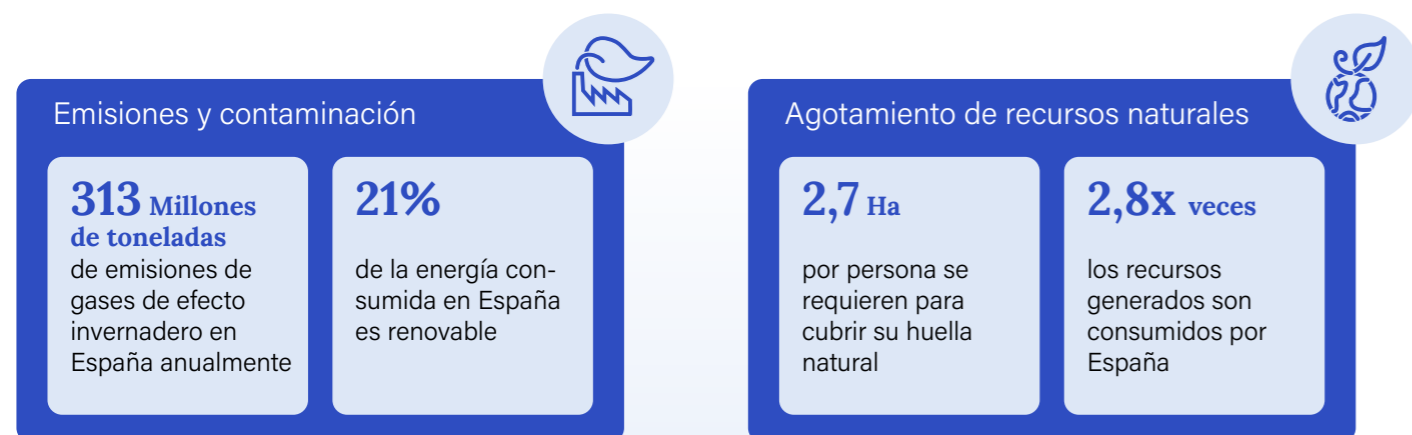 Emisiones y contaminación
313 Millones
de toneladas
de emisiones de
gases de efecto
invernadero en
España anualmente
21%
de la energía con-
sumida en España
es renovable
Agotamiento de recursos naturales
2,7 Ha
por persona se
requieren para
cubrir su huella
natural
2,8x veces
los recursos
generados son
consumidos por
España